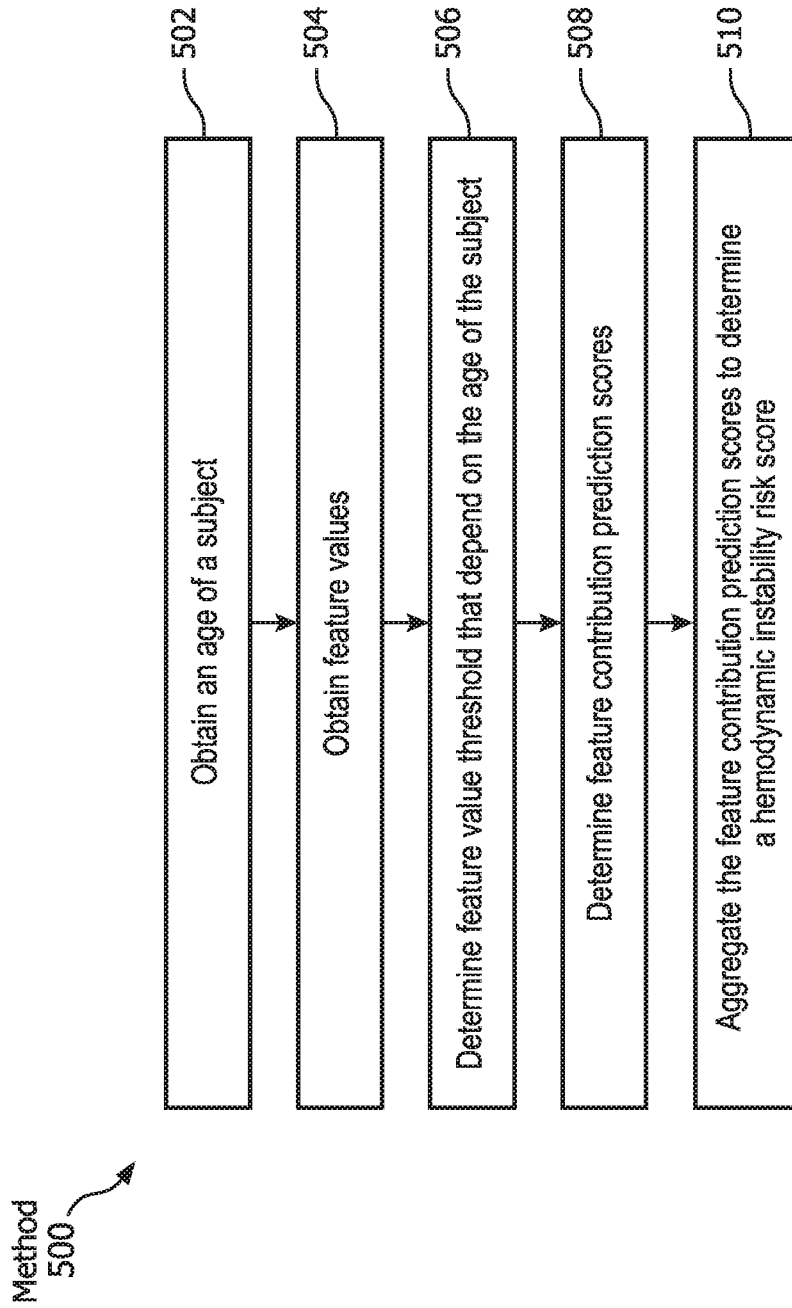 Method
500
Obtain an age of a subject
502
Obtain feature values
504
Determine feature value threshold that depend on the age of the subject
506
Determine feature contribution prediction scores
508
Aggregate the feature contribution prediction scores to determine
a hemodynamic instability risk score
510